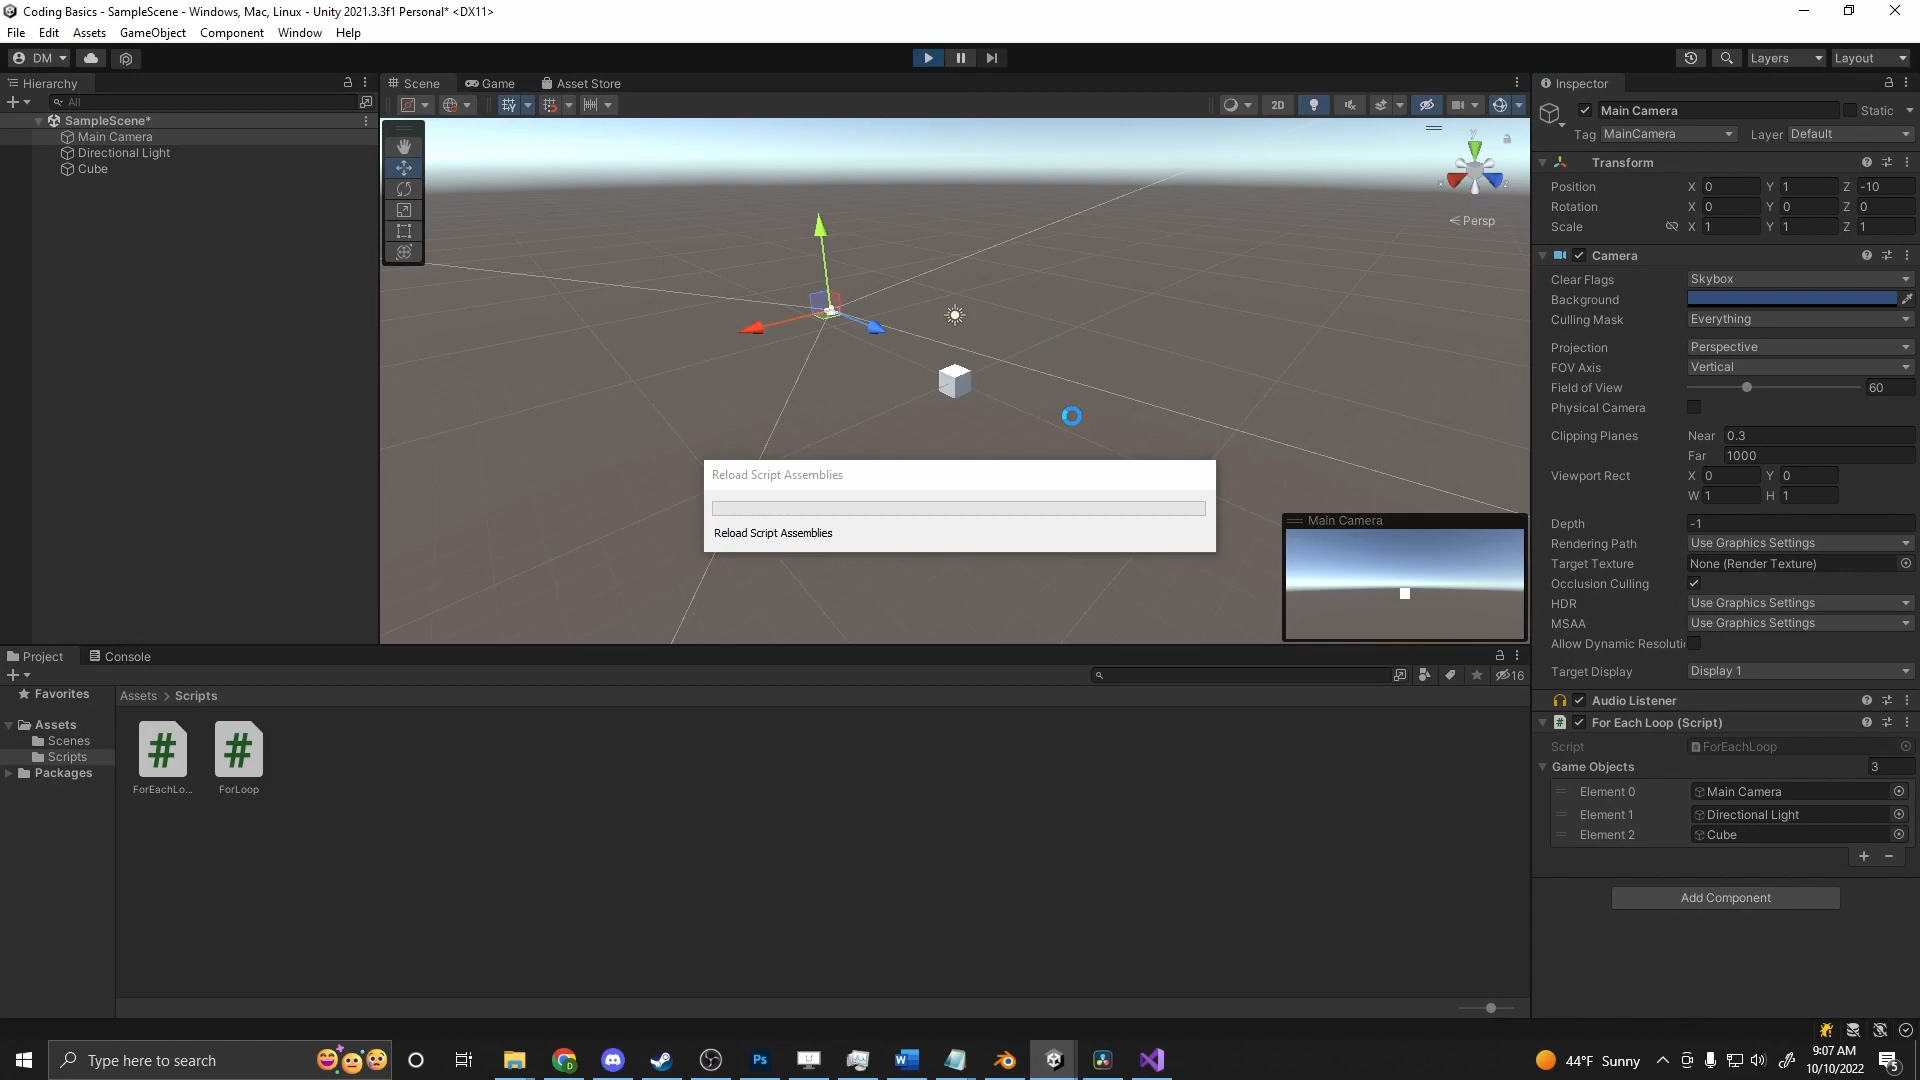 Coding Basics - SampleScene - Windows, Mac, Linux - Unity 2021.3.3f1 Personal* <DX11>
File Edit Assets GameObject Component Window Help
DM
Layers
Layout
Hierarchy
All
SampleScene*
Main Camera
Directional Light
Cube
Scene
Game
Asset Store
2D
y
x
z
Persp
Reload Script Assemblies
Reload Script Assemblies
Main Camera
Inspector
Main Camera
Static
Tag MainCamera Layer Default
Transform
Position X 0 Y 1 Z -10
Rotation X 0 Y 0 Z 0
Scale X 1 Y 1 Z 1
Camera
Clear Flags Skybox
Background
Culling Mask Everything
Projection Perspective
FOV Axis Vertical
Field of View 60
Physical Camera
Clipping Planes Near 0.3
Far 1000
Viewport Rect X 0 Y 0
W 1 H 1
Depth -1
Rendering Path Use Graphics Settings
Target Texture None (Render Texture)
Occlusion Culling
HDR Use Graphics Settings
MSAA Use Graphics Settings
Allow Dynamic Resoluti
Target Display Display 1
Audio Listener
For Each Loop (Script)
Script ForEachLoop
Game Objects 3
Element 0 Main Camera
Element 1 Directional Light
Element 2 Cube
Add Component
Project
Console
16
Favorites
Assets
Scenes
Scripts
Packages
Assets > Scripts
ForEachLo...
ForLoop
Type here to search
D
Ps
W
44°F Sunny
9:07 AM
10/10/2022
5